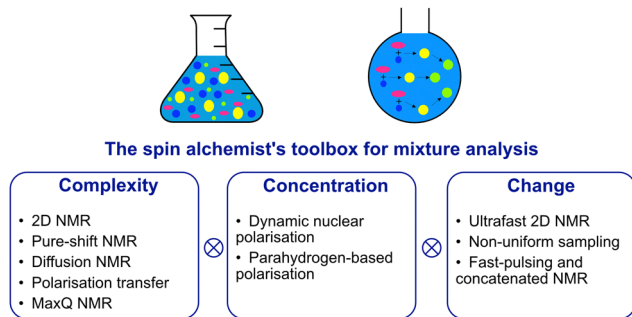 +
+
+
The spin alchemist's toolbox for mixture analysis
Complexity
• 2D NMR
• Pure-shift NMR
• Diffusion NMR
• Polarisation transfer
• MaxQ NMR
⊗
Concentration
• Dynamic nuclear
polarisation
• Parahydrogen-based
polarisation
⊗
Change
• Ultrafast 2D NMR
• Non-uniform sampling
• Fast-pulsing and
concatenated NMR